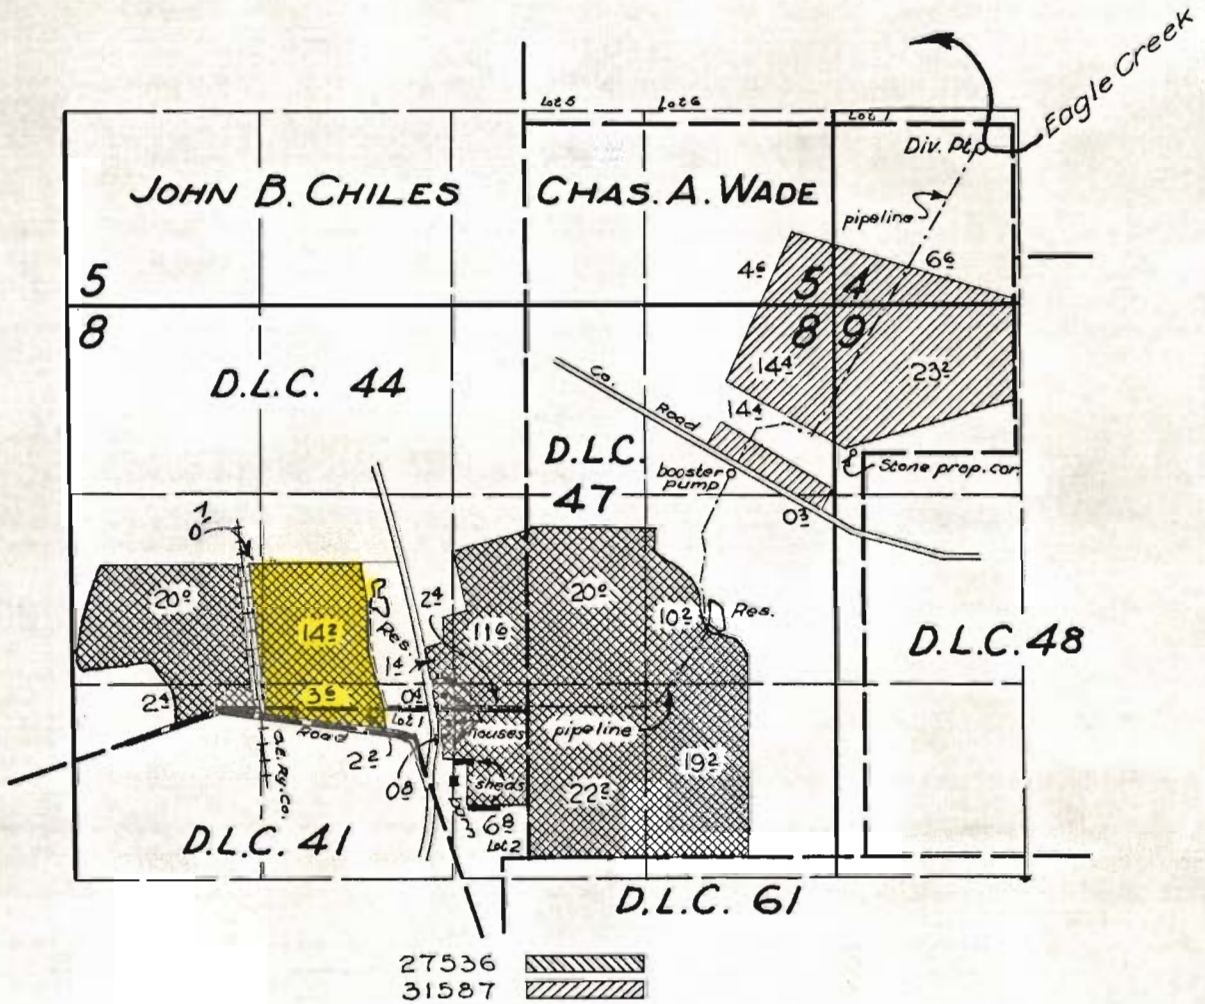 Eagle Creek
Lot 5
Lot 6
Lot 1
Div. Pt.
JOHN B. CHILES
CHAS. A. WADE
pipeline
4 6
6 6
5
5 4
8
8 9
14 4
23 2
D.L.C. 44
Co. Road
14 4
D.L.C.
47
booster
pump
Stone prop. cor.
0 3
20 0
14 2
Res.
2 4
11 6
20 0
10 2
Res.
D.L.C. 48
1 4
2 4
3 6
0 4
Lot 1
Road
houses
pipeline
2 2
0 8
sheds
22 2
19 2
6 8
Lot 2
D.L.C. 41
D.L.C. 61
27536
31587